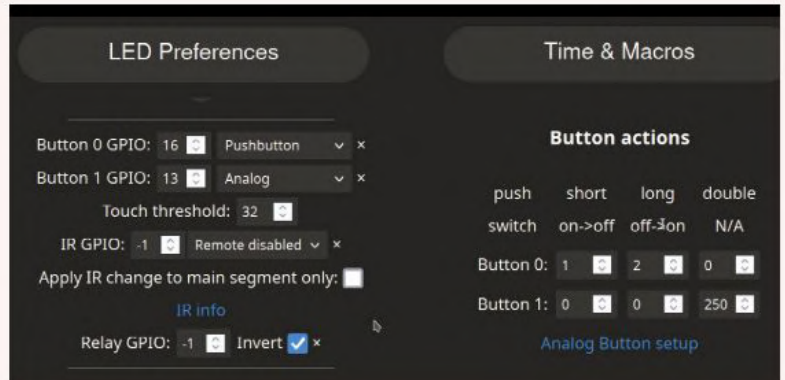 LED Preferences
Button 0 GPIO: 16 Pushbutton ×
Button 1 GPIO: 13 Analog ×
Touch threshold: 32
IR GPIO: -1 Remote disabled ×
Apply IR change to main segment only:
IR info
Relay GPIO: -1 Invert ×
Time & Macros
Button actions
push short long double
switch on->off off->on N/A
Button 0: 1 2 0
Button 1: 0 0 250
Analog Button setup